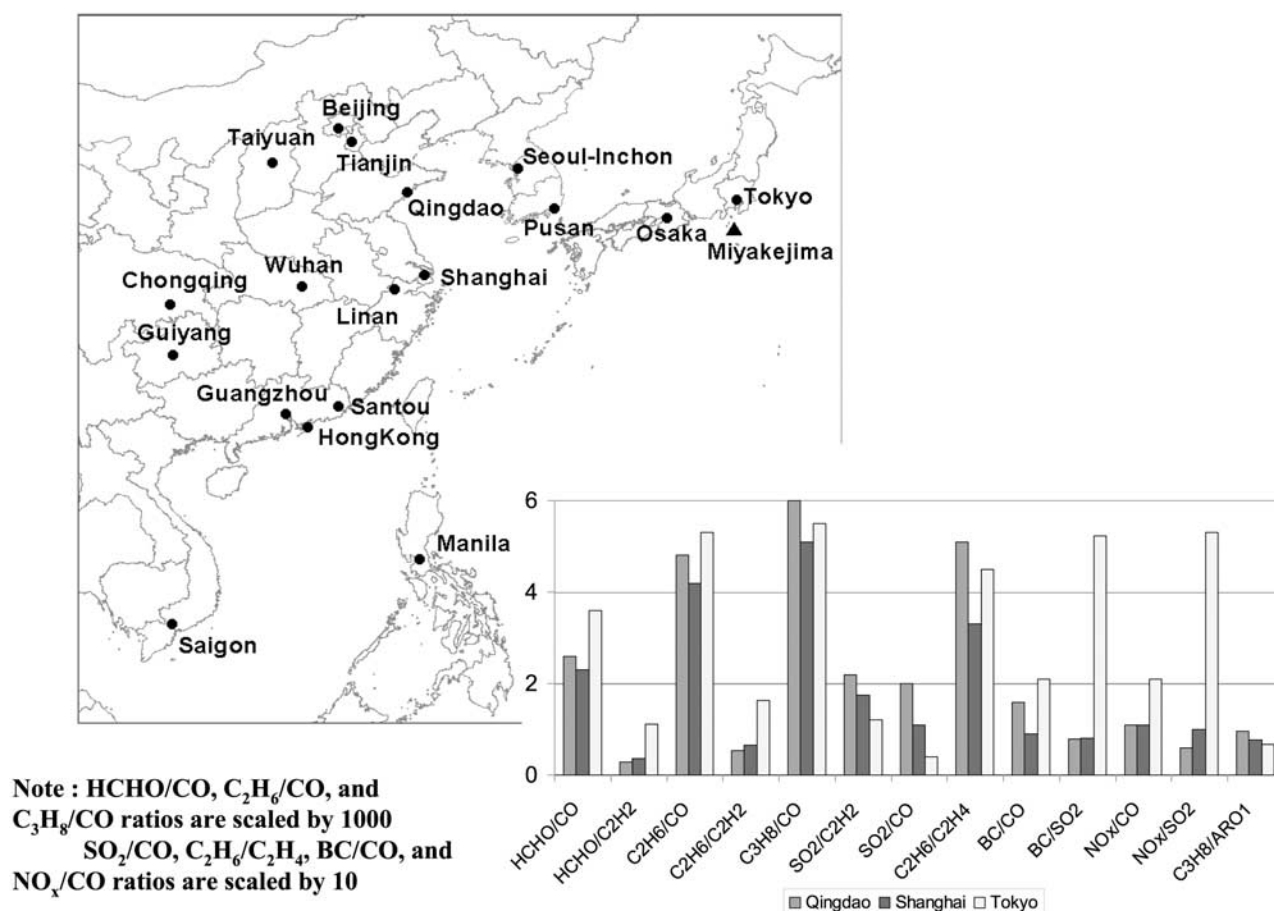 Beijing
Taiyuan
Tianjin
Seoul-Inchon
Qingdao
Tokyo
Pusan
Osaka
Miyakejima
Wuhan
Shanghai
Chongqing
Linan
Guiyang
Guangzhou
Santou
HongKong
Manila
Saigon
6
4
2
0
HCHO/CO
HCHO/C2H2
C2H6/CO
C2H6/C2H2
C3H8/CO
SO2/C2H2
SO2/CO
C2H6/C2H4
BC/CO
BC/SO2
NOx/CO
NOx/SO2
C3H8/ARO1
Qingdao Shanghai Tokyo
Note : HCHO/CO, C₂H₆/CO, and
C₃H₈/CO ratios are scaled by 1000
SO₂/CO, C₂H₆/C₂H₄, BC/CO, and
NOₓ/CO ratios are scaled by 10